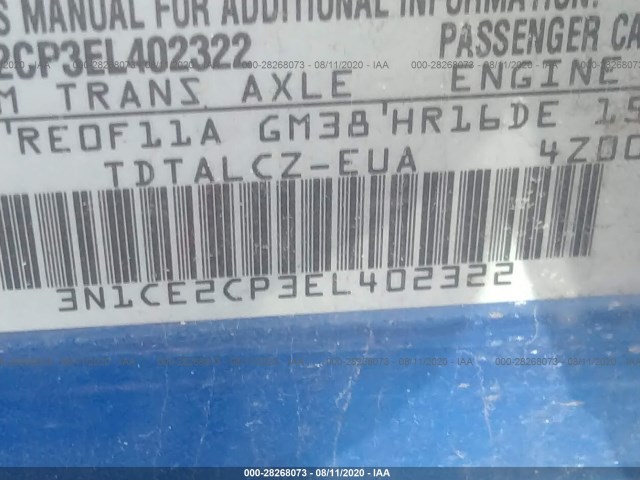 MANUAL FOR ADDITIONAL INFORMATION.
2CP3EL402322 PASSENGER CA
M TRANS AXLE ENGINE
RE0F11A GM38 HR16DE 15
TDTALCZ-EUA 4Z00
3N1CE2CP3EL402322
000-28268073 - 08/11/2020 - IAA